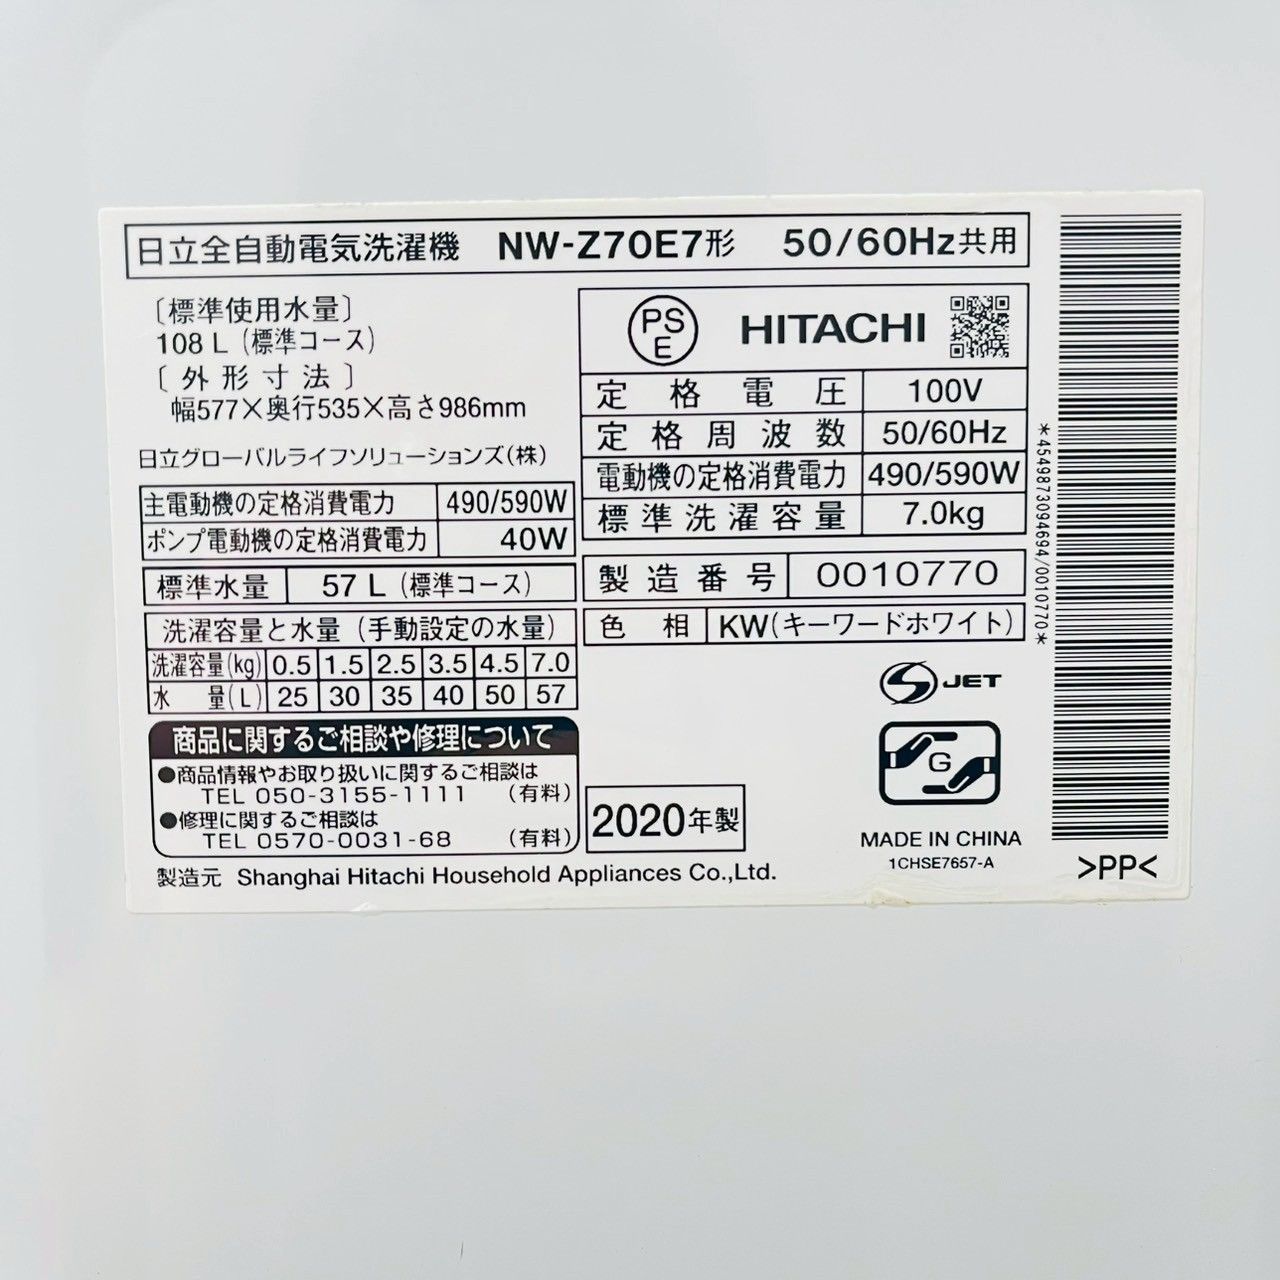 日立全自動電気洗濯機 NW-Z70E7形 50/60Hz共用
〔標準使用水量〕
108 L (標準コース)
〔外形寸法〕
幅577×奥行535×高さ986mm
日立グローバルライフソリューションズ(株)
主電動機の定格消費電力 490/590W
ポンプ電動機の定格消費電力 40W
標準水量 57 L (標準コース)
洗濯容量と水量 (手動設定の水量)
洗濯容量(kg) 0.5 1.5 2.5 3.5 4.5 7.0
水量(L) 25 30 35 40 50 57
商品に関するご相談や修理について
●商品情報やお取り扱いに関するご相談は
TEL 050-3155-1111 (有料)
●修理に関するご相談は
TEL 0570-0031-68 (有料)
製造元 Shanghai Hitachi Household Appliances Co.,Ltd.
PSE HITACHI
定格電圧 100V
定格周波数 50/60Hz
電動機の定格消費電力 490/590W
標準洗濯容量 7.0kg
製造番号 0010770
色相 KW(キーワードホワイト)
S JET
G
2020年製
MADE IN CHINA
1CHSE7657-A
*4549873094694/0010770*
>PP<